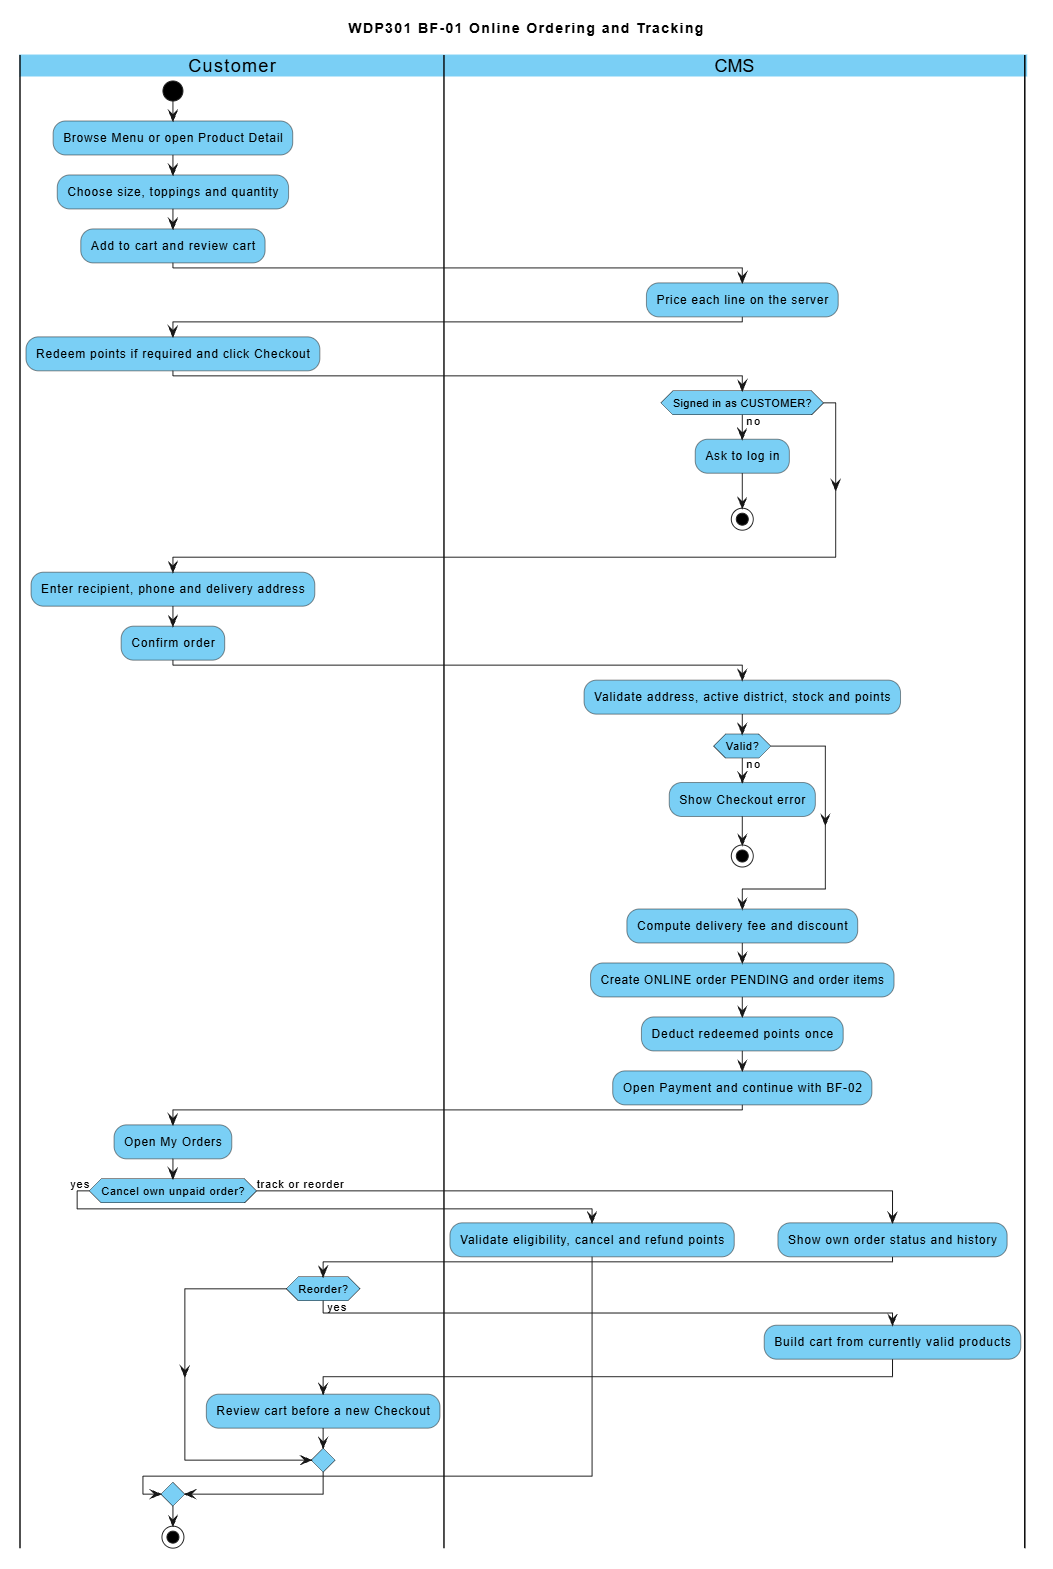 WDP301 BF-01 Online Ordering and Tracking
Customer
CMS
Browse Menu or open Product Detail
Choose size, toppings and quantity
Add to cart and review cart
Price each line on the server
Redeem points if required and click Checkout
Signed in as CUSTOMER?
no
Ask to log in
Enter recipient, phone and delivery address
Confirm order
Validate address, active district, stock and points
Valid?
no
Show Checkout error
Compute delivery fee and discount
Create ONLINE order PENDING and order items
Deduct redeemed points once
Open Payment and continue with BF-02
Open My Orders
yes
Cancel own unpaid order?
track or reorder
Validate eligibility, cancel and refund points
Show own order status and history
Reorder?
yes
Build cart from currently valid products
Review cart before a new Checkout